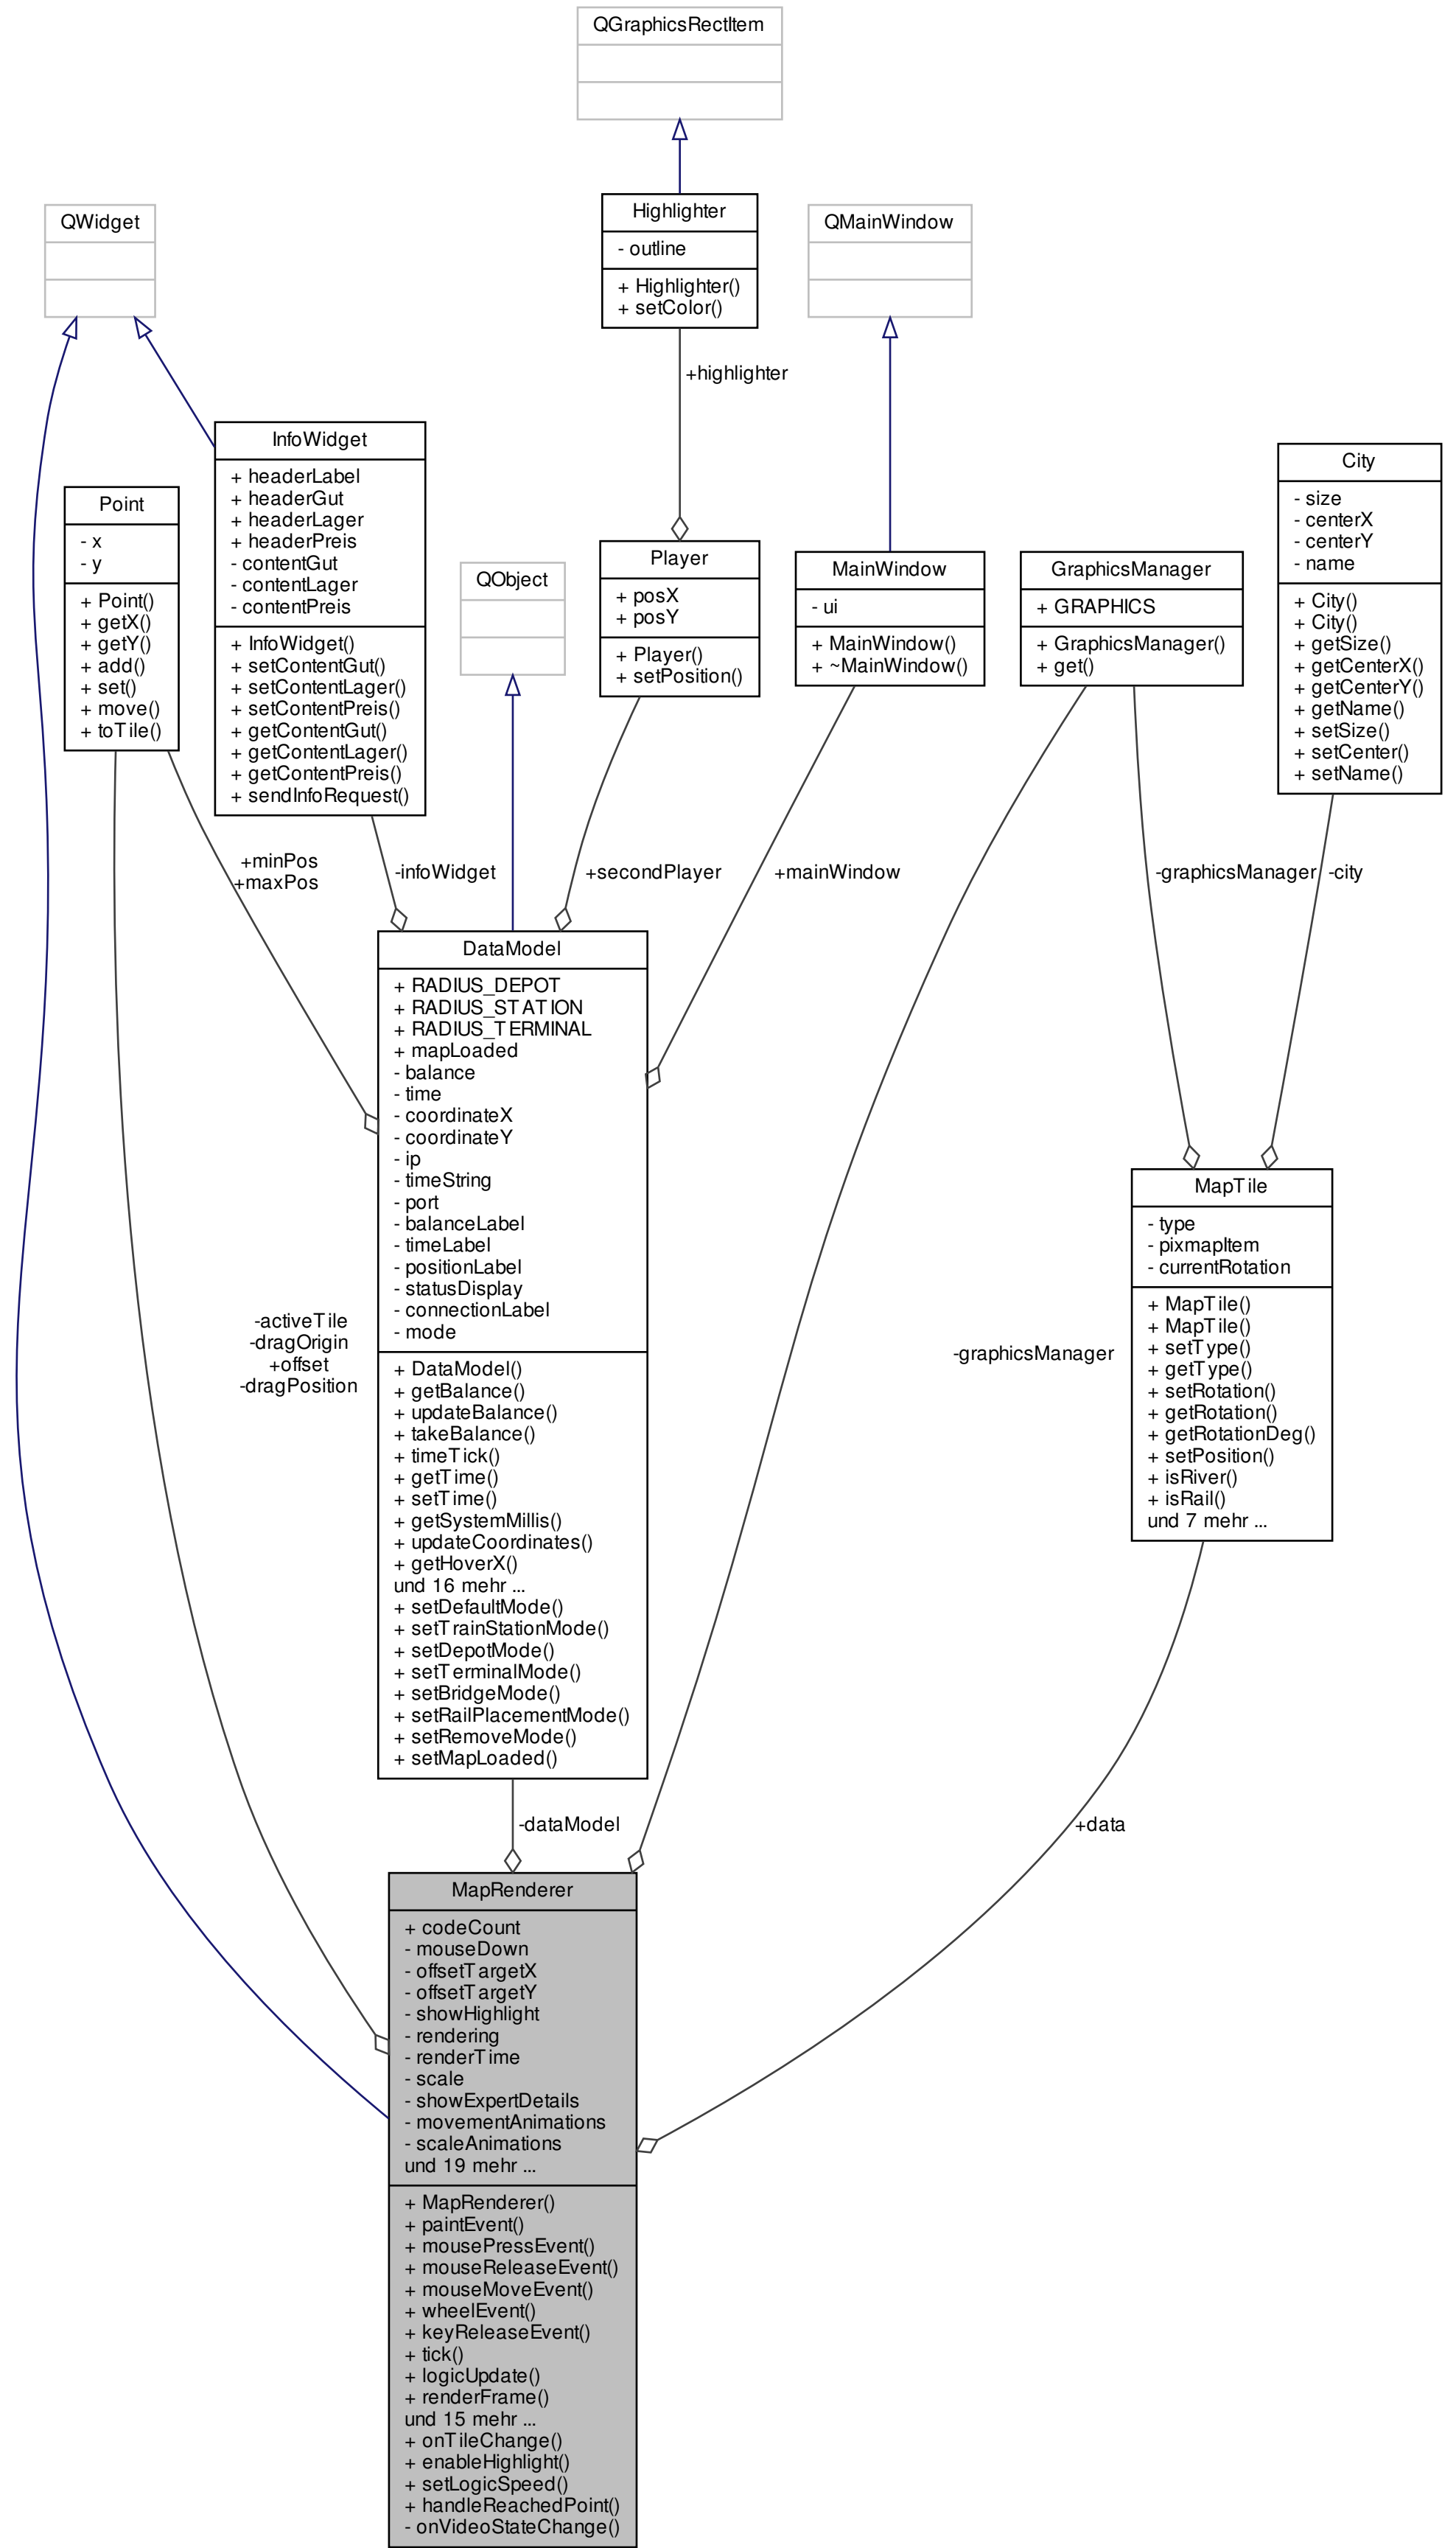 QGraphicsRectItem
QWidget
Highlighter
- outline
+ Highlighter()
+ setColor()
QMainWindow
+highlighter
InfoWidget
+ headerLabel
+ headerGut
+ headerLager
+ headerPreis
- contentGut
- contentLager
- contentPreis
+ InfoWidget()
+ setContentGut()
+ setContentLager()
+ setContentPreis()
+ getContentGut()
+ getContentLager()
+ getContentPreis()
+ sendInfoRequest()
City
- size
- centerX
- centerY
- name
+ City()
+ City()
+ getSize()
+ getCenterX()
+ getCenterY()
+ getName()
+ setSize()
+ setCenter()
+ setName()
Point
- x
- y
+ Point()
+ getX()
+ getY()
+ add()
+ set()
+ move()
+ toTile()
QObject
Player
+ posX
+ posY
+ Player()
+ setPosition()
MainWindow
- ui
+ MainWindow()
+ ~MainWindow()
GraphicsManager
+ GRAPHICS
+ GraphicsManager()
+ get()
+minPos
+maxPos
-infoWidget
+secondPlayer
+mainWindow
-graphicsManager
-city
DataModel
+ RADIUS_DEPOT
+ RADIUS_STATION
+ RADIUS_TERMINAL
+ mapLoaded
- balance
- time
- coordinateX
- coordinateY
- ip
- timeString
- port
- balanceLabel
- timeLabel
- positionLabel
- statusDisplay
- connectionLabel
- mode
+ DataModel()
+ getBalance()
+ updateBalance()
+ takeBalance()
+ timeTick()
+ getTime()
+ setTime()
+ getSystemMillis()
+ updateCoordinates()
+ getHoverX()
und 16 mehr ...
+ setDefaultMode()
+ setTrainStationMode()
+ setDepotMode()
+ setTerminalMode()
+ setBridgeMode()
+ setRailPlacementMode()
+ setRemoveMode()
+ setMapLoaded()
MapTile
- type
- pixmapItem
- currentRotation
+ MapTile()
+ MapTile()
+ setType()
+ getType()
+ setRotation()
+ getRotation()
+ getRotationDeg()
+ setPosition()
+ isRiver()
+ isRail()
und 7 mehr ...
-activeTile
-dragOrigin
+offset
-dragPosition
-graphicsManager
-dataModel
+data
MapRenderer
+ codeCount
- mouseDown
- offsetTargetX
- offsetTargetY
- showHighlight
- rendering
- renderTime
- scale
- showExpertDetails
- movementAnimations
- scaleAnimations
und 19 mehr ...
+ MapRenderer()
+ paintEvent()
+ mousePressEvent()
+ mouseReleaseEvent()
+ mouseMoveEvent()
+ wheelEvent()
+ keyReleaseEvent()
+ tick()
+ logicUpdate()
+ renderFrame()
und 15 mehr ...
+ onTileChange()
+ enableHighlight()
+ setLogicSpeed()
+ handleReachedPoint()
- onVideoStateChange()